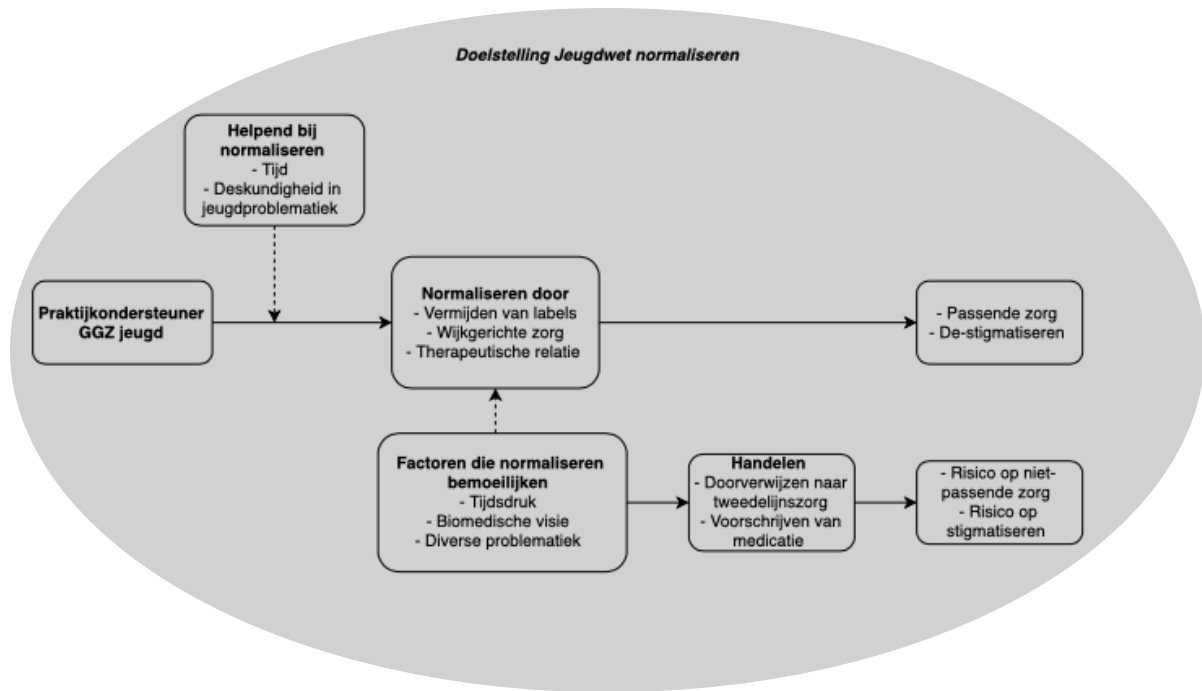 Doelstelling Jeugdwet normaliseren
Helpend bij
normaliseren
- Tijd
- Deskundigheid in
jeugdproblematiek
Praktijkondersteuner
GGZ jeugd
Normaliseren door
- Vermijden van labels
- Wijkgerichte zorg
- Therapeutische relatie
- Passende zorg
- De-stigmatiseren
Factoren die normaliseren
bemoeilijken
- Tijdsdruk
- Biomedische visie
- Diverse problematiek
Handelen
- Doorverwijzen naar
tweedelijnszorg
- Voorschrijven van
medicatie
- Risico op niet-
passende zorg
- Risico op
stigmatiseren